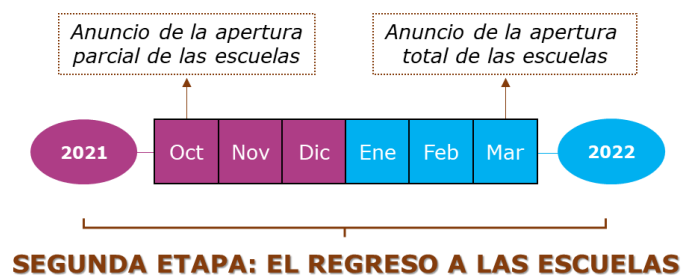 Anuncio de la apertura
parcial de las escuelas
Anuncio de la apertura
total de las escuelas
2021 Oct Nov Dic Ene Feb Mar 2022
SEGUNDA ETAPA: EL REGRESO A LAS ESCUELAS